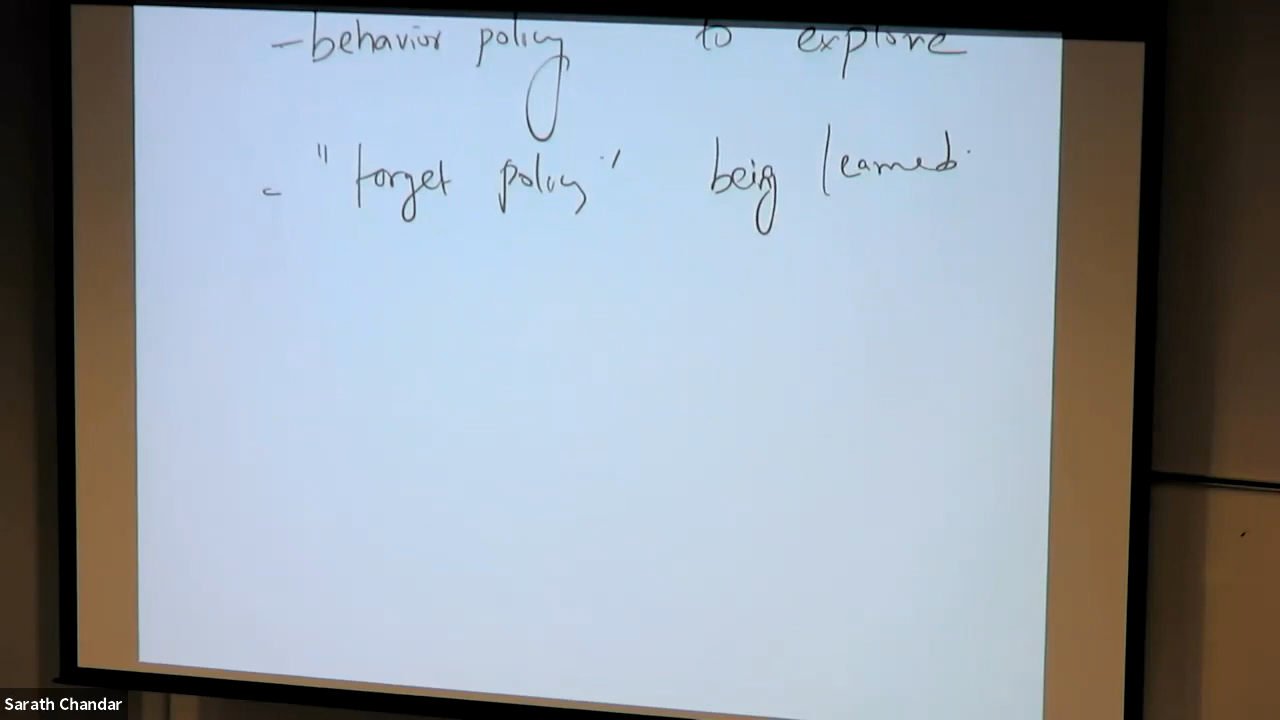 - behavior policy to explore
- "target policy" being learned.
Sarath Chandar